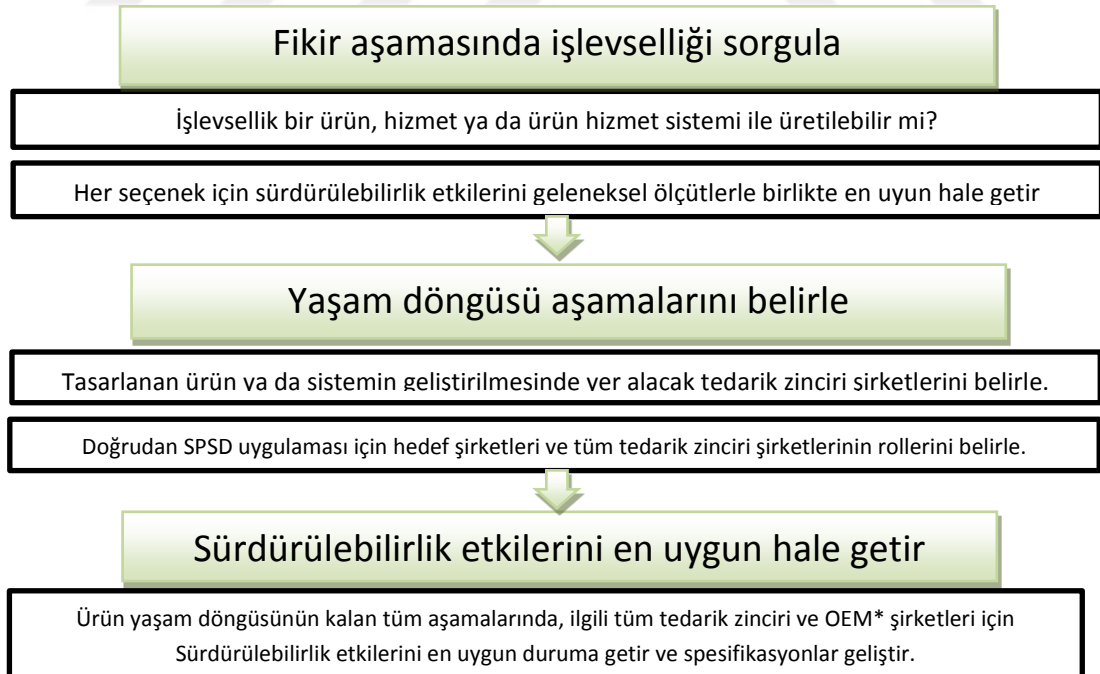 Fikir aşamasında işlevselliği sorgula
İşlevsellik bir ürün, hizmet ya da ürün hizmet sistemi ile üretilebilir mi?
Her seçenek için sürdürülebilirlik etkilerini geleneksel ölçütlerle birlikte en uyun hale getir
Yaşam döngüsü aşamalarını belirle
Tasarlanan ürün ya da sistemin geliştirilmesinde yer alacak tedarik zinciri şirketlerini belirle.
Doğrudan SPSD uygulaması için hedef şirketleri ve tüm tedarik zinciri şirketlerinin rollerini belirle.
Sürdürülebilirlik etkilerini en uygun hale getir
Ürün yaşam döngüsünün kalan tüm aşamalarında, ilgili tüm tedarik zinciri ve OEM* şirketleri için
Sürdürülebilirlik etkilerini en uygun duruma getir ve spesifikasyonlar geliştir.